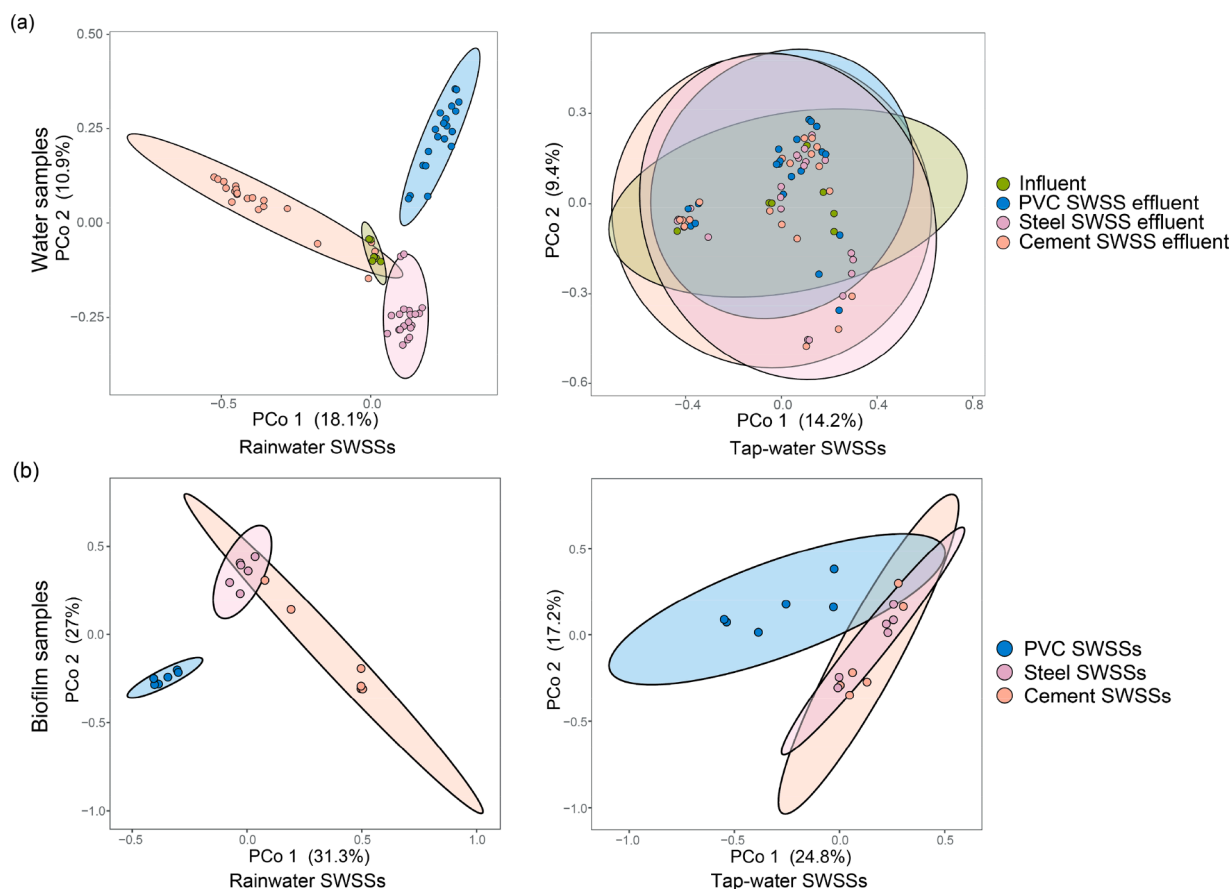 (a)
Water samples
PCo 2 (10.9%)
0.50
0.25
0.00
−0.25
−0.5
0.0
PCo 1 (18.1%)
Rainwater SWSSs
PCo 2 (9.4%)
0.3
0.0
−0.3
−0.6
−0.4
0.0
0.4
0.8
PCo 1 (14.2%)
Tap-water SWSSs
Influent
PVC SWSS effluent
Steel SWSS effluent
Cement SWSS effluent
(b)
Biofilm samples
PCo 2 (27%)
0.5
0.0
−0.5
−1.0
−0.5
0.0
0.5
1.0
PCo 1 (31.3%)
Rainwater SWSSs
PCo 2 (17.2%)
0.5
0.0
−0.5
−1.0
−1.0
−0.5
0.0
0.5
PCo 1 (24.8%)
Tap-water SWSSs
PVC SWSSs
Steel SWSSs
Cement SWSSs